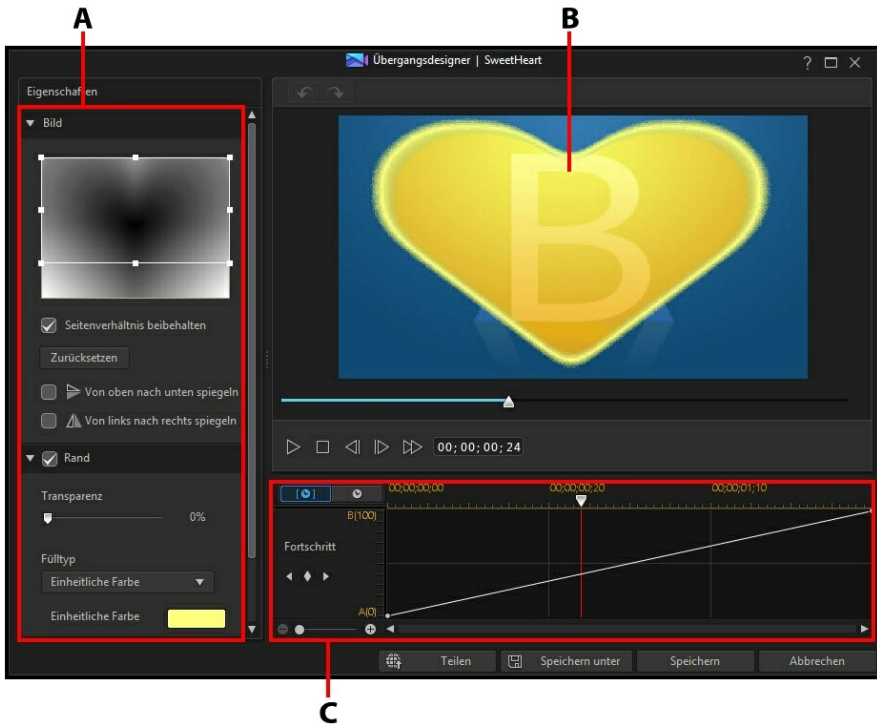 A
B
Übergangsdesigner | SweetHeart
?
Eigenschaften
Bild
Seitenverhältnis beibehalten
Zurücksetzen
Von oben nach unten spiegeln
Von links nach rechts spiegeln
Rand
Transparenz
0%
Fülltyp
Einheitliche Farbe
Einheitliche Farbe
B
00; 00; 00; 24
00;00;00;00
00;00;00;20
00;00;01;10
B(100)
Fortschritt
A(0)
Teilen
Speichern unter
Speichern
Abbrechen
C